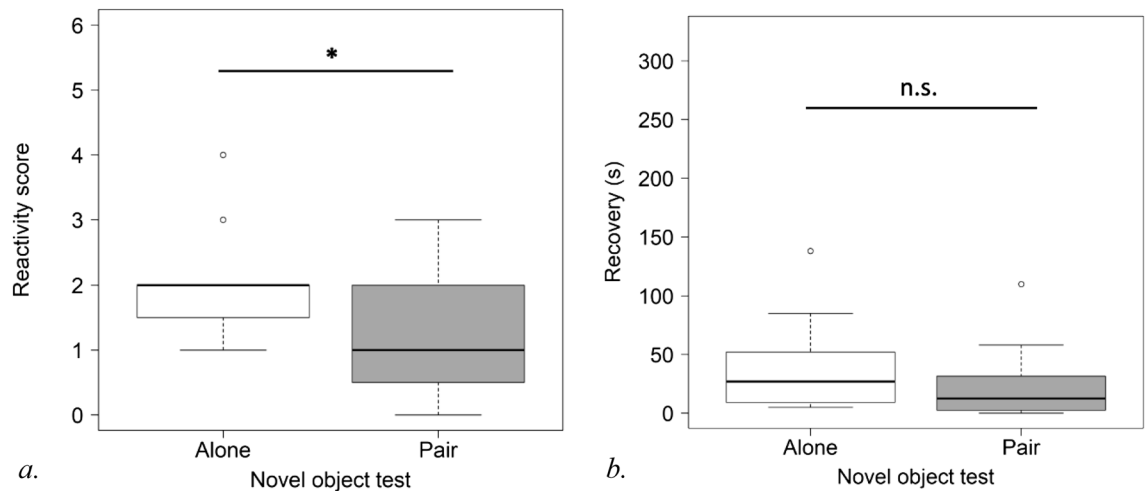 6
5
4
3
2
1
0
Reactivity score
*
Alone
Pair
Novel object test
a.
300
250
200
150
100
50
0
Recovery (s)
n.s.
Alone
Pair
Novel object test
b.